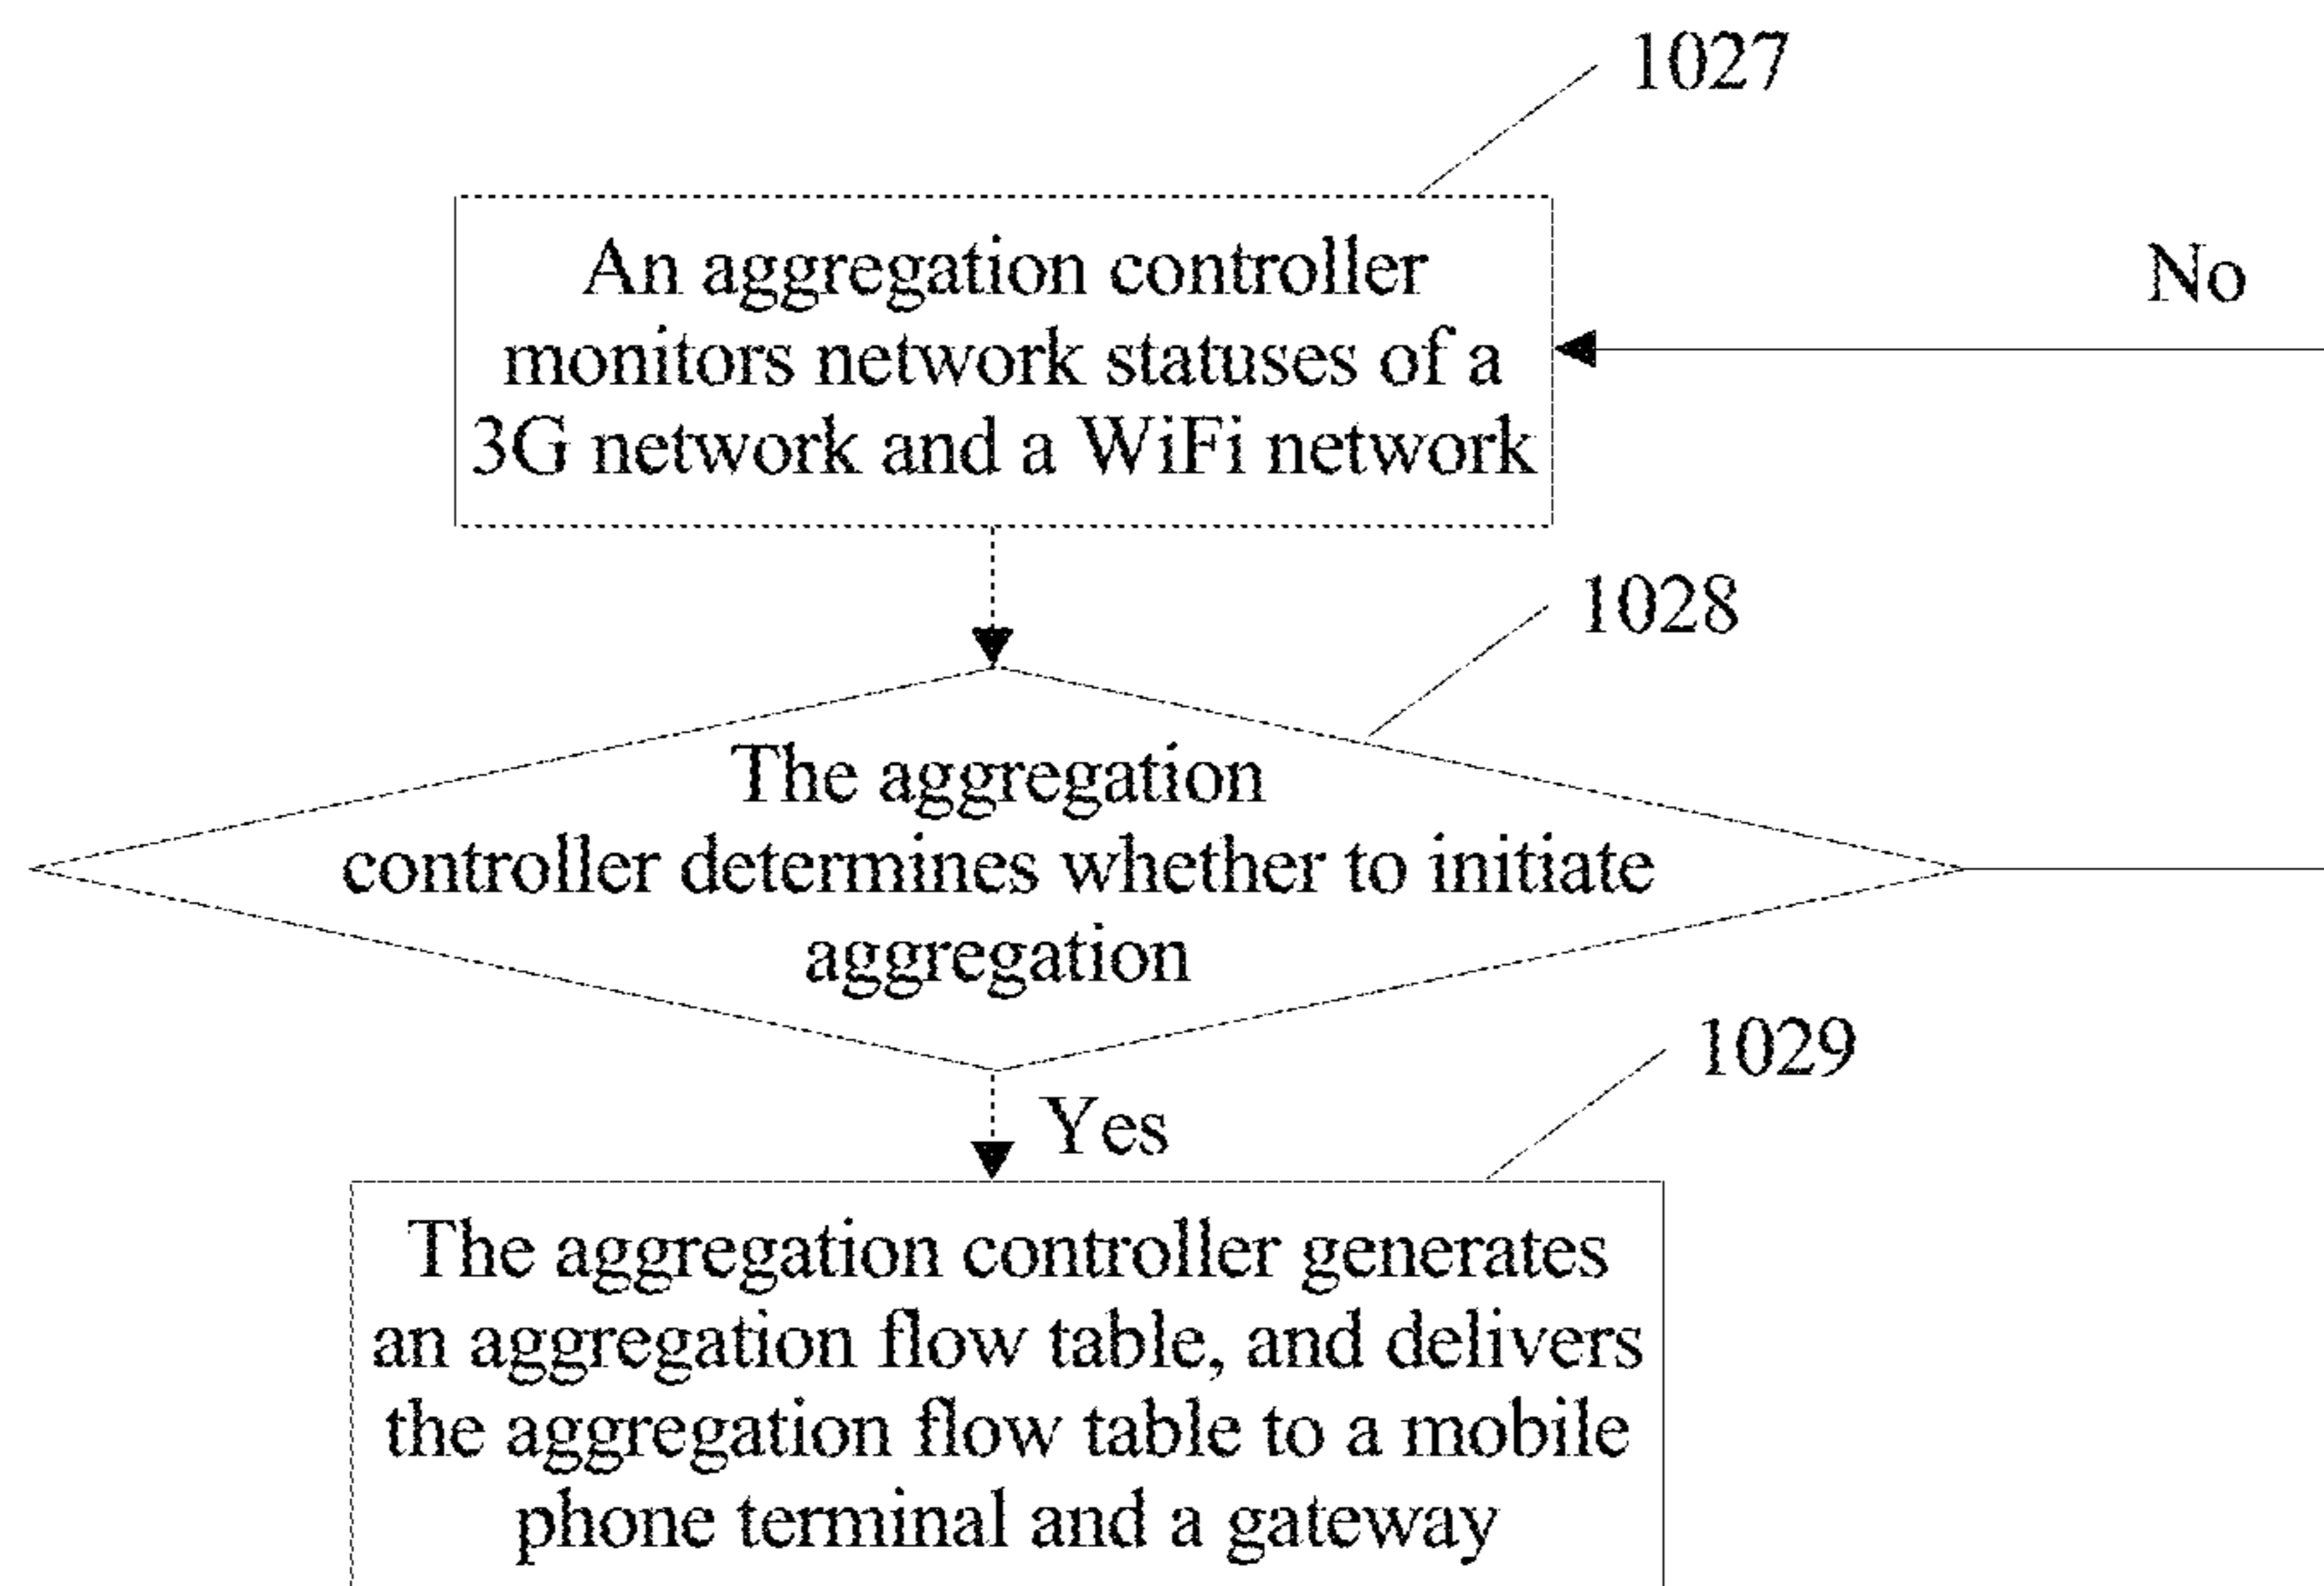 1027
An aggregation controller
monitors network statuses of a
3G network and a WiFi network
No
1028
The aggregation
controller determines whether to initiate
aggregation
1029
Yes
The aggregation controller generates
an aggregation flow table, and delivers
the aggregation flow table to a mobile
phone terminal and a gateway